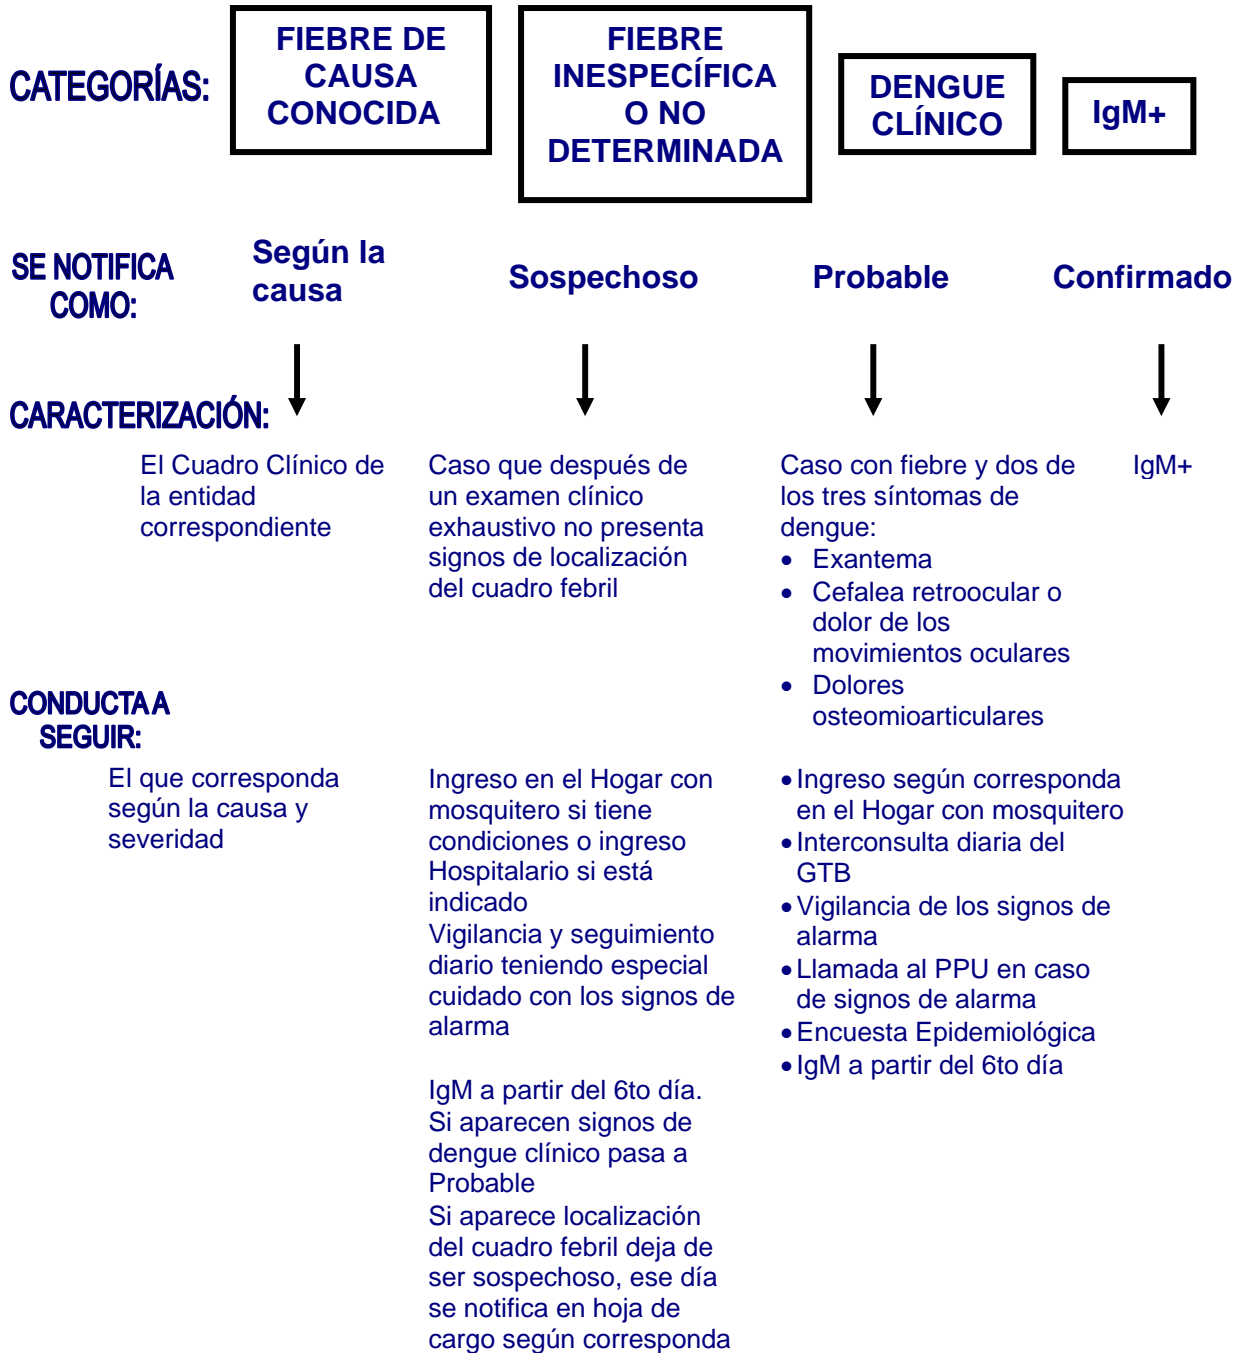 CATEGORÍAS:
FIEBRE DE
CAUSA
CONOCIDA
FIEBRE
INESPECÍFICA
O NO
DETERMINADA
DENGUE
CLÍNICO
IgM+
SE NOTIFICA
COMO:
Según la
causa
Sospechoso
Probable
Confirmado
CARACTERIZACIÓN:
El Cuadro Clínico de
la entidad
correspondiente
Caso que después de
un examen clínico
exhaustivo no presenta
signos de localización
del cuadro febril
Caso con fiebre y dos de
los tres síntomas de
dengue:
• Exantema
• Cefalea retroocular o
dolor de los
movimientos oculares
• Dolores
osteomioarticulares
IgM+
CONDUCTA A
SEGUIR:
El que corresponda
según la causa y
severidad
Ingreso en el Hogar con
mosquitero si tiene
condiciones o ingreso
Hospitalario si está
indicado
Vigilancia y seguimiento
diario teniendo especial
cuidado con los signos de
alarma
IgM a partir del 6to día.
Si aparecen signos de
dengue clínico pasa a
Probable
Si aparece localización
del cuadro febril deja de
ser sospechoso, ese día
se notifica en hoja de
cargo según corresponda
• Ingreso según corresponda
en el Hogar con mosquitero
• Interconsulta diaria del
GTB
• Vigilancia de los signos de
alarma
• Llamada al PPU en caso
de signos de alarma
• Encuesta Epidemiológica
• IgM a partir del 6to día